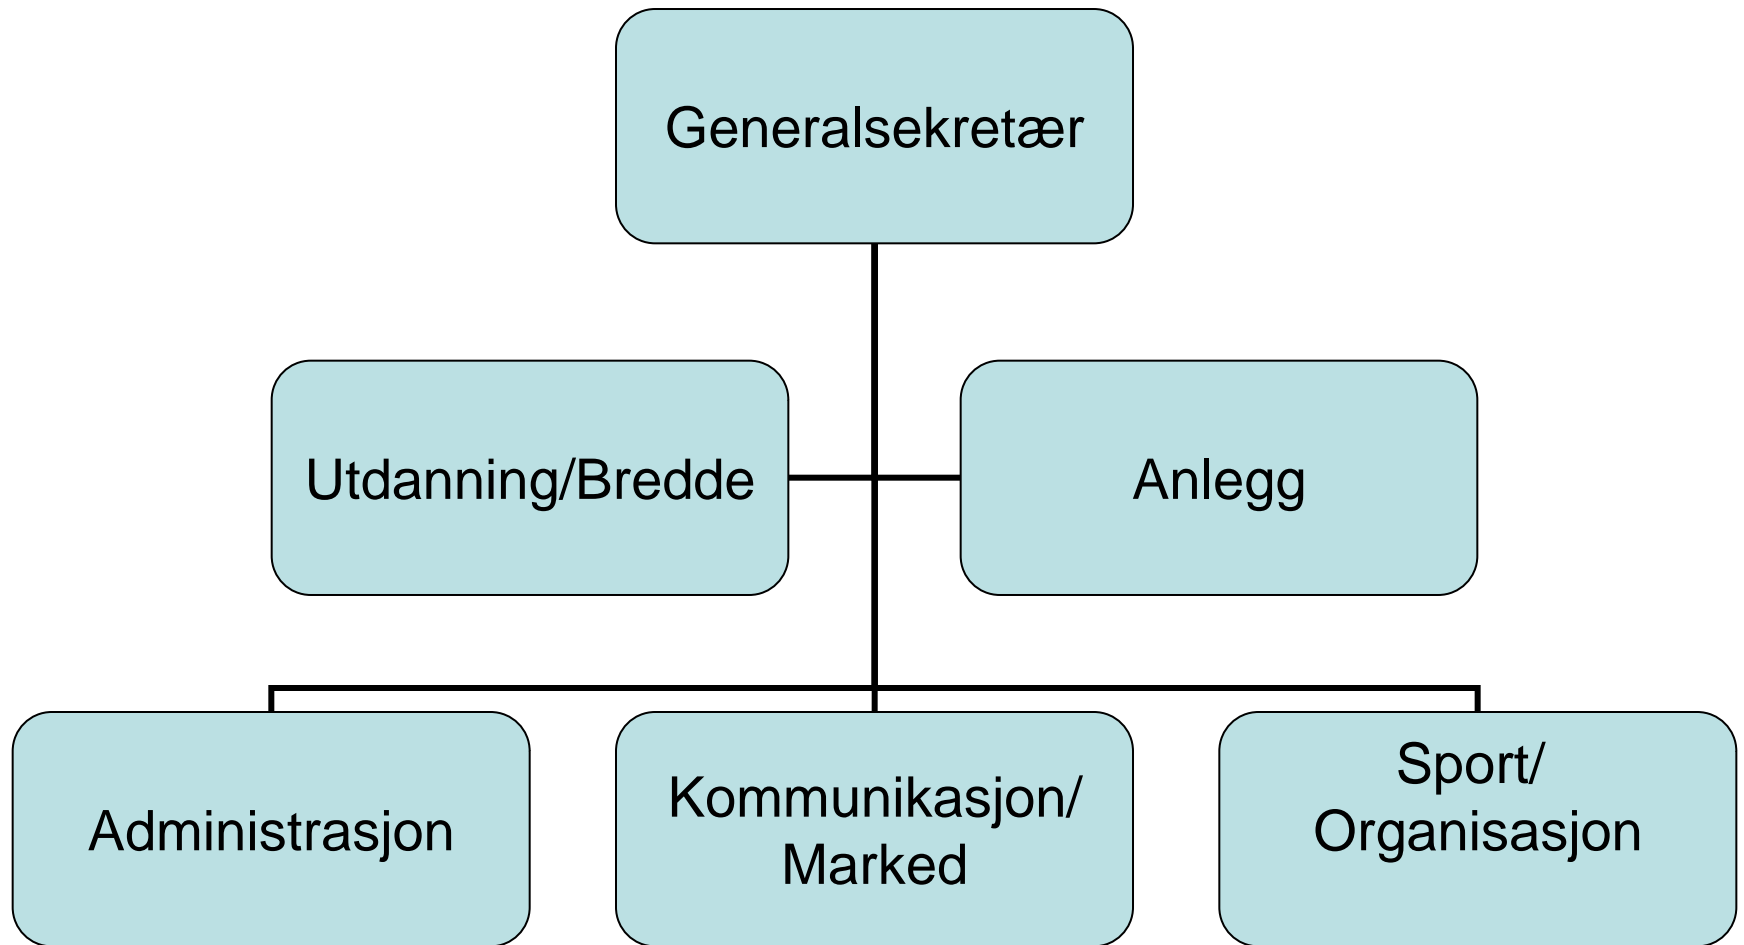 Generalsekretær
Utdanning/Bredde
Anlegg
Administrasjon
Kommunikasjon/
Marked
Sport/
Organisasjon